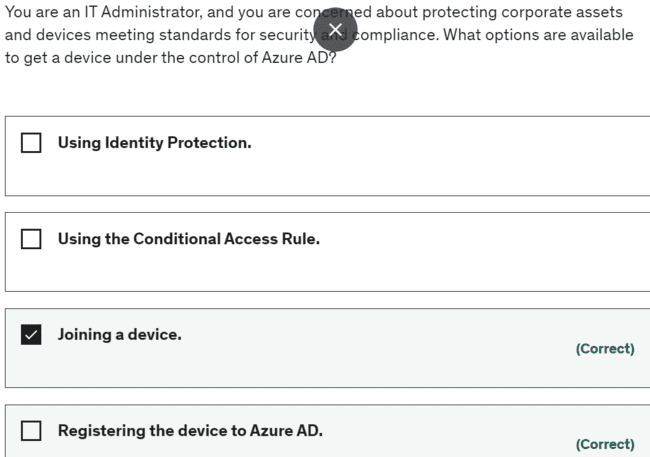 You are an IT Administrator, and you are concerned about protecting corporate assets
and devices meeting standards for security and compliance. What options are available
to get a device under the control of Azure AD?
Using Identity Protection.
Using the Conditional Access Rule.
Joining a device.
(Correct)
Registering the device to Azure AD.
(Correct)